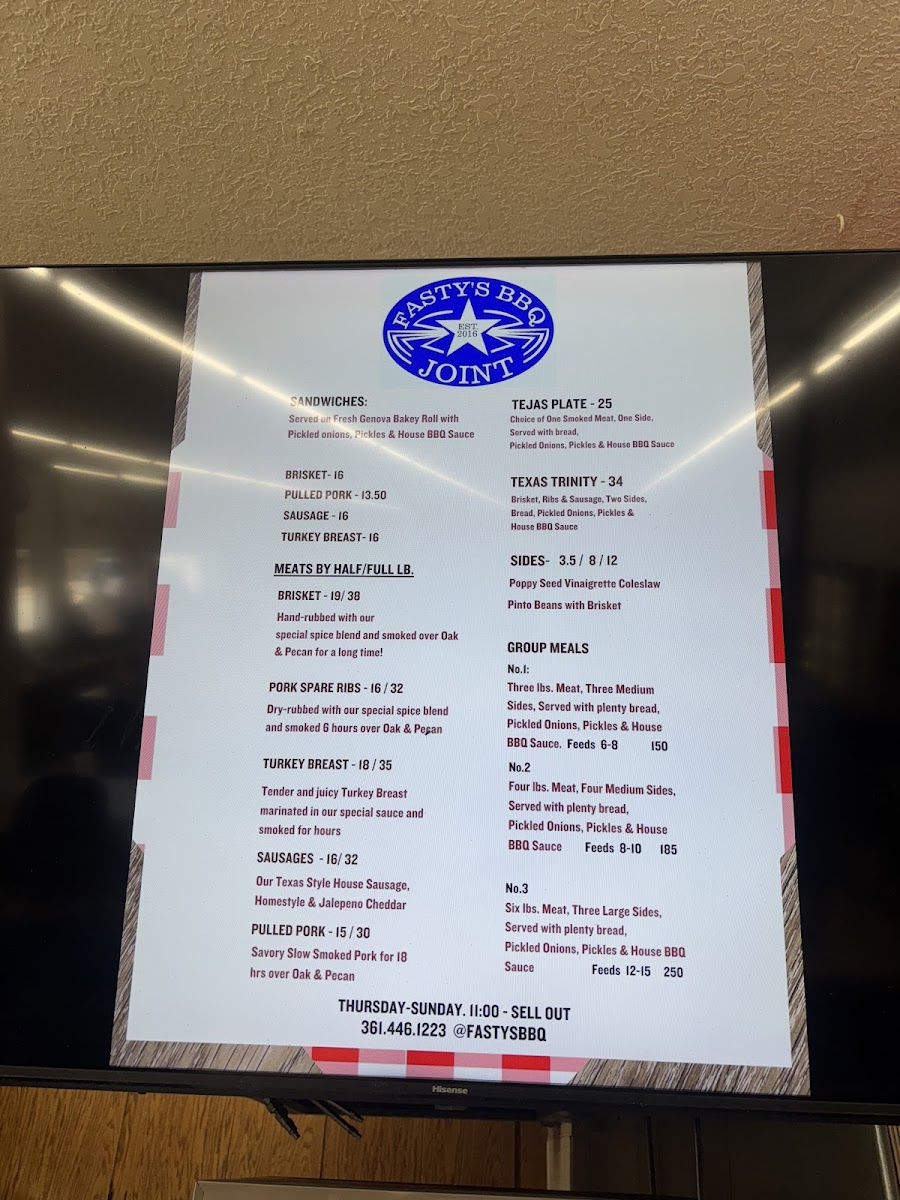 FASTY'S BBQ
EST.
2016
JOINT
SANDWICHES:
Served on Fresh Genova Bakey Roll with
Pickled onions, Pickles & House BBQ Sauce
BRISKET- 16
PULLED PORK - 13.50
SAUSAGE - 16
TURKEY BREAST- 16
MEATS BY HALF/FULL LB.
BRISKET - 19/ 38
Hand-rubbed with our
special spice blend and smoked over Oak
& Pecan for a long time!
PORK SPARE RIBS - 16 / 32
Dry-rubbed with our special spice blend
and smoked 6 hours over Oak & Pecan
TURKEY BREAST - 18 / 35
Tender and juicy Turkey Breast
marinated in our special sauce and
smoked for hours
SAUSAGES - 16/ 32
Our Texas Style House Sausage,
Homestyle & Jalepeno Cheddar
PULLED PORK - 15 / 30
Savory Slow Smoked Pork for 18
hrs over Oak & Pecan
TEJAS PLATE - 25
Choice of One Smoked Meat, One Side,
Served with bread,
Pickled Onions, Pickles & House BBQ Sauce
TEXAS TRINITY - 34
Brisket, Ribs & Sausage, Two Sides,
Bread, Pickled Onions, Pickles &
House BBQ Sauce
SIDES- 3.5 / 8 / 12
Poppy Seed Vinaigrette Coleslaw
Pinto Beans with Brisket
GROUP MEALS
No.1:
Three lbs. Meat, Three Medium
Sides, Served with plenty bread,
Pickled Onions, Pickles & House
BBQ Sauce. Feeds 6-8 150
No.2
Four lbs. Meat, Four Medium Sides,
Served with plenty bread,
Pickled Onions, Pickles & House
BBQ Sauce Feeds 8-10 185
No.3
Six lbs. Meat, Three Large Sides,
Served with plenty bread,
Pickled Onions, Pickles & House BBQ
Sauce Feeds 12-15 250
THURSDAY-SUNDAY. 11:00 - SELL OUT
361.446.1223 @FASTYSBBQ
Hisense